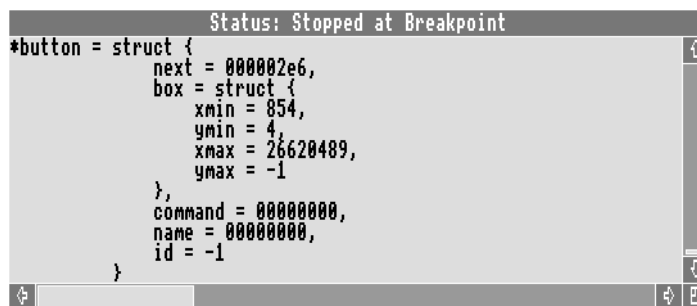 Status: Stopped at Breakpoint
*button = struct {
next = 000002e6,
box = struct {
xmin = 854,
ymin = 4,
xmax = 26620489,
ymax = -1
},
command = 00000000,
name = 00000000,
id = -1
}